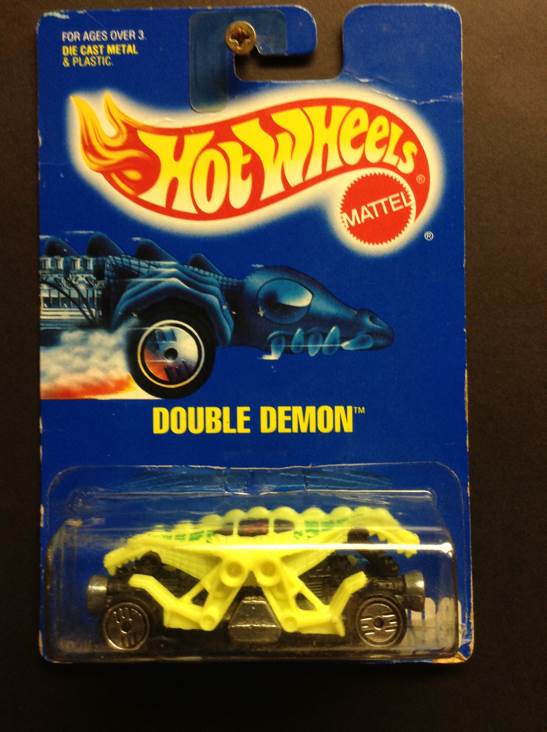 FOR AGES OVER 3.
DIE CAST METAL
& PLASTIC.
HOT WHEELS®
MATTEL
®
DOUBLE DEMON™